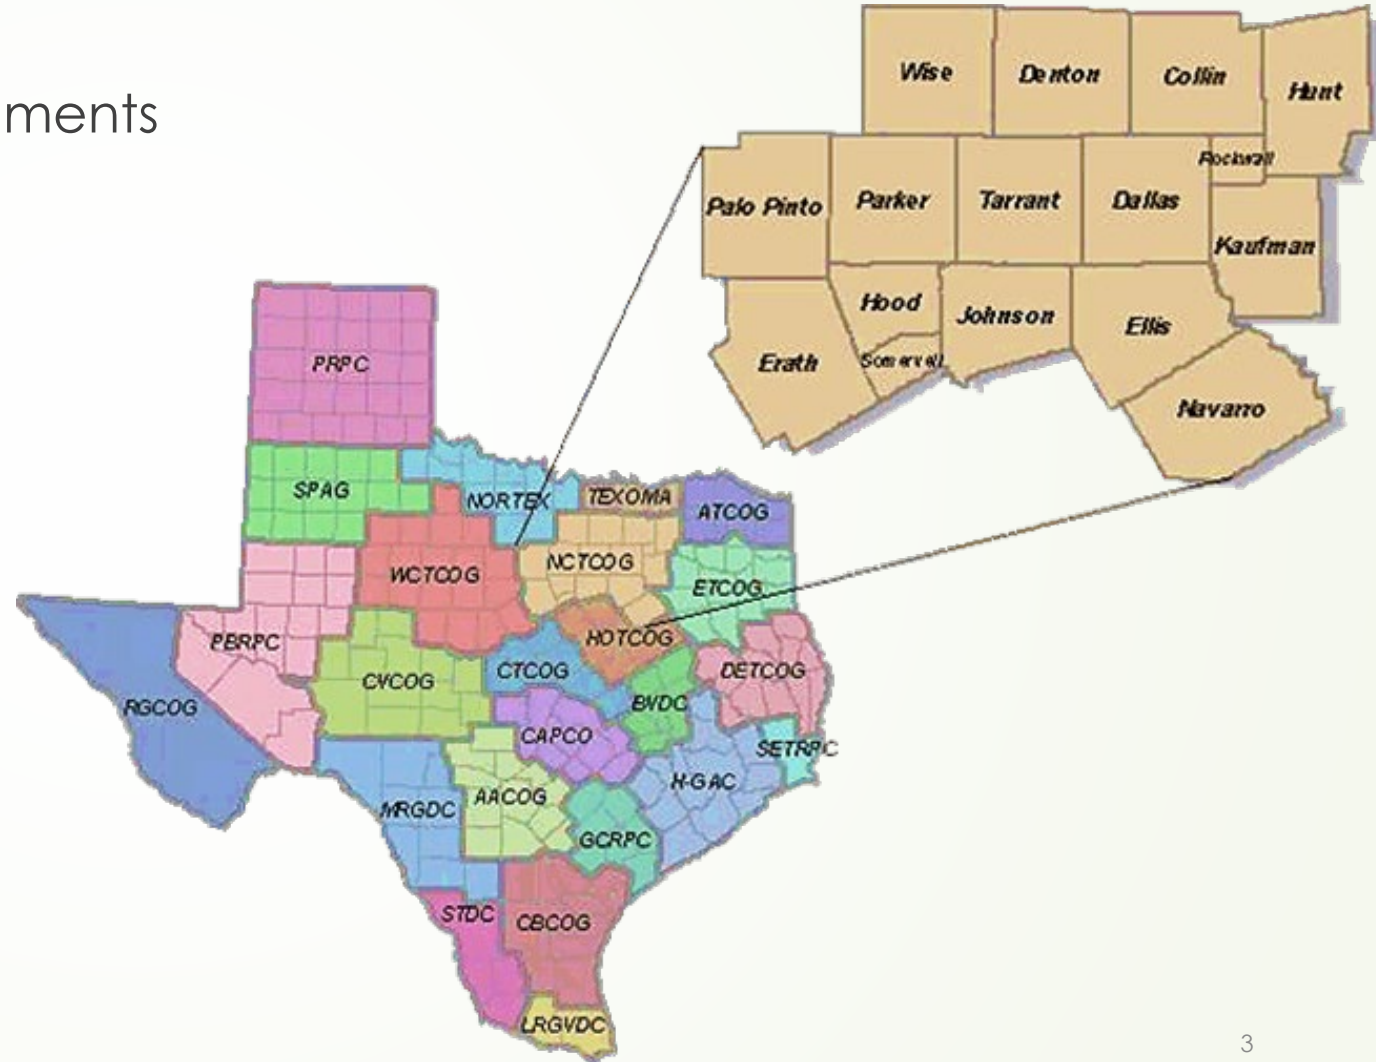 ments
Wise Denton Collin Hunt
Rockwall
Palo Pinto Parker Tarrant Dallas
Kaufman
Hood Johnson Ellis
Erath Somervell
Navarro
PRPC
SPAG NORTEX TEXOMA ATCOG
WCTCOG NCTCOG ETCOG
PBRPC HOTCOG
CVCOG CTCOG DETCOG
RGCOG BVDC
CAPCO SETRPC
MRGDC AACOG H-GAC
GCRPC
STDC CBCOG
LRGVDC
3